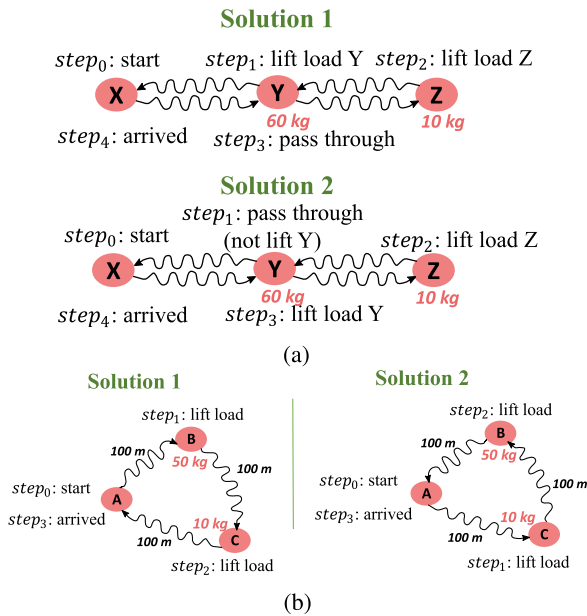 Solution 1
step₀: start step₁: lift load Y step₂: lift load Z
X Y Z
60 kg 10 kg
step₄: arrived step₃: pass through
Solution 2
step₁: pass through
step₀: start (not lift Y) step₂: lift load Z
X Y Z
60 kg 10 kg
step₄: arrived step₃: lift load Y
(a)
Solution 1
step₁: lift load
100 m B
50 kg
100 m
step₀: start A
step₃: arrived
10 kg
100 m C
step₂: lift load
Solution 2
step₂: lift load
B
100 m
50 kg
100 m
A
step₀: start
step₃: arrived
10 kg
100 m C
step₁: lift load
(b)